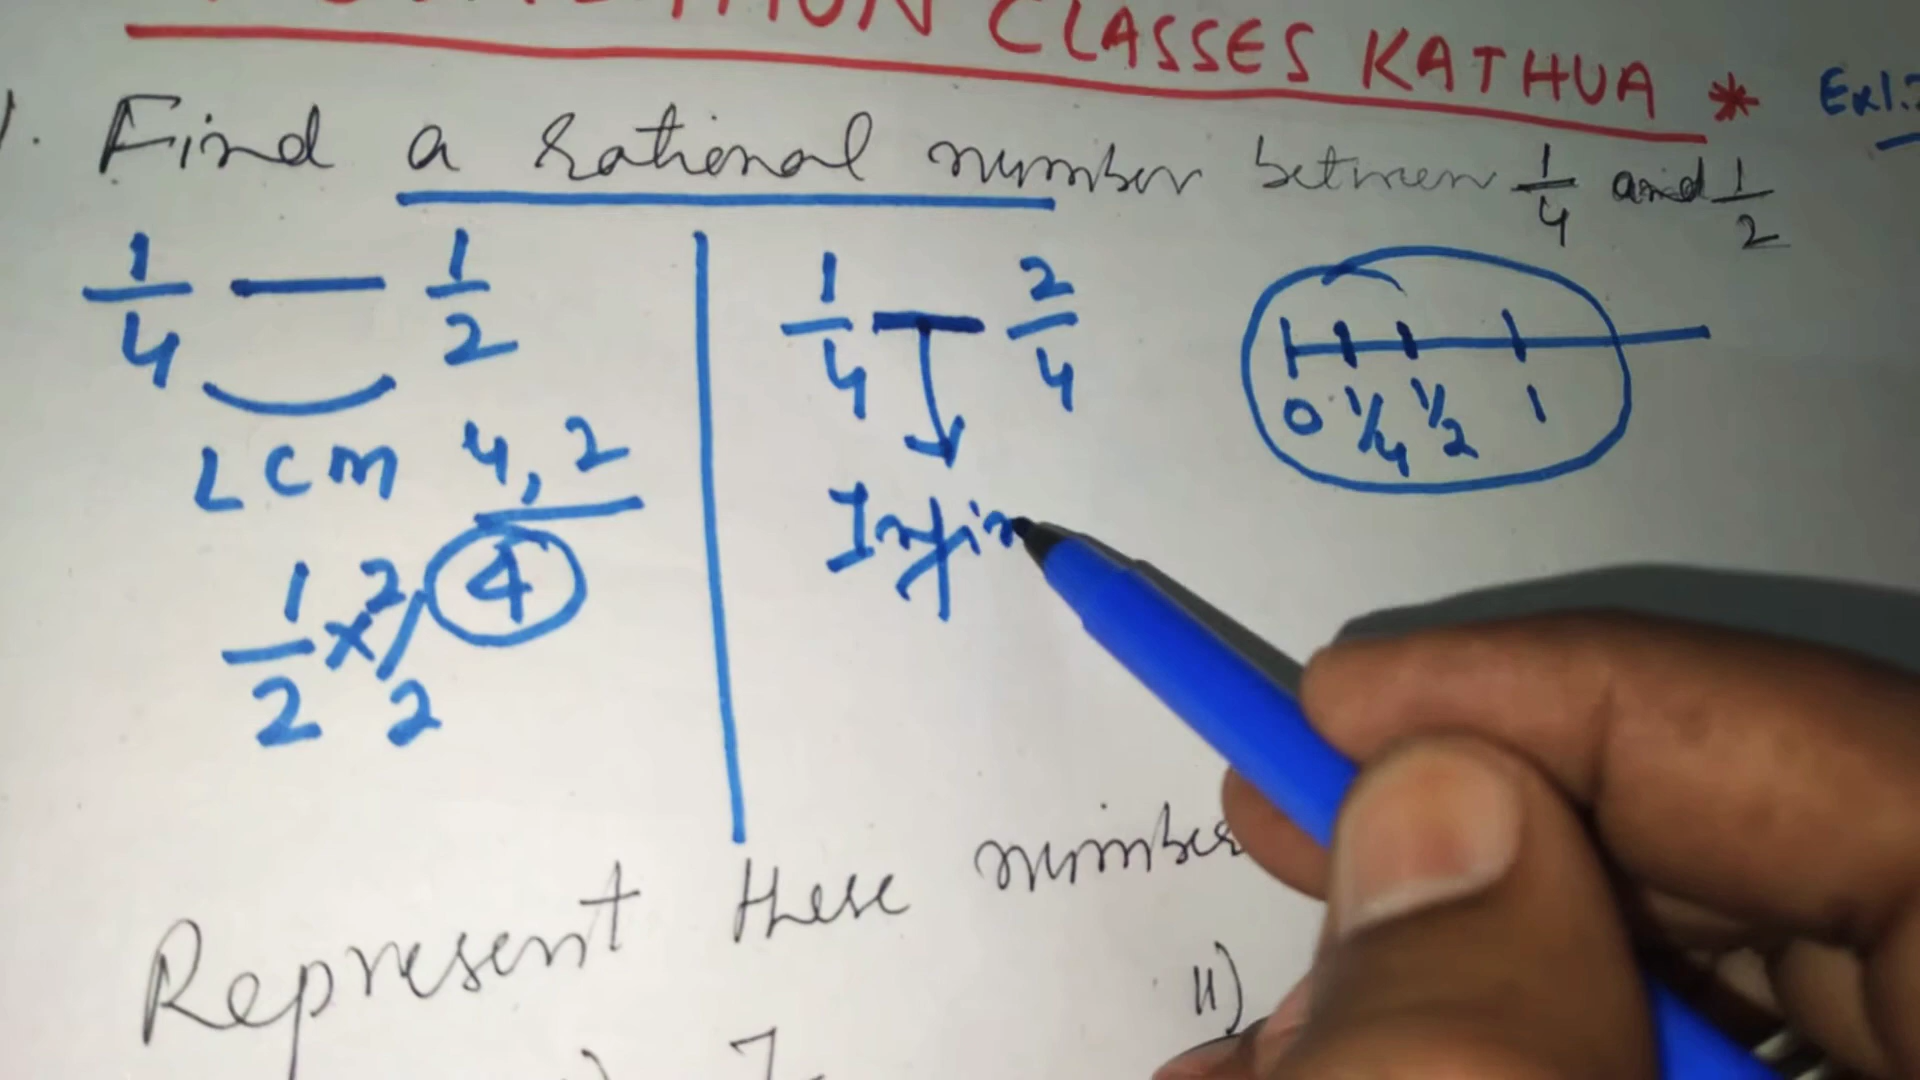 CLASSES KATHUA * Ex1.
1. Find a rational number between 1/4 and 1/2
1/4 — 1/2
LCM 4, 2
4
1/2 × 2/2
1/4 — 2/4
Infin
0 1/4 1/2 1
Represent these number
II)